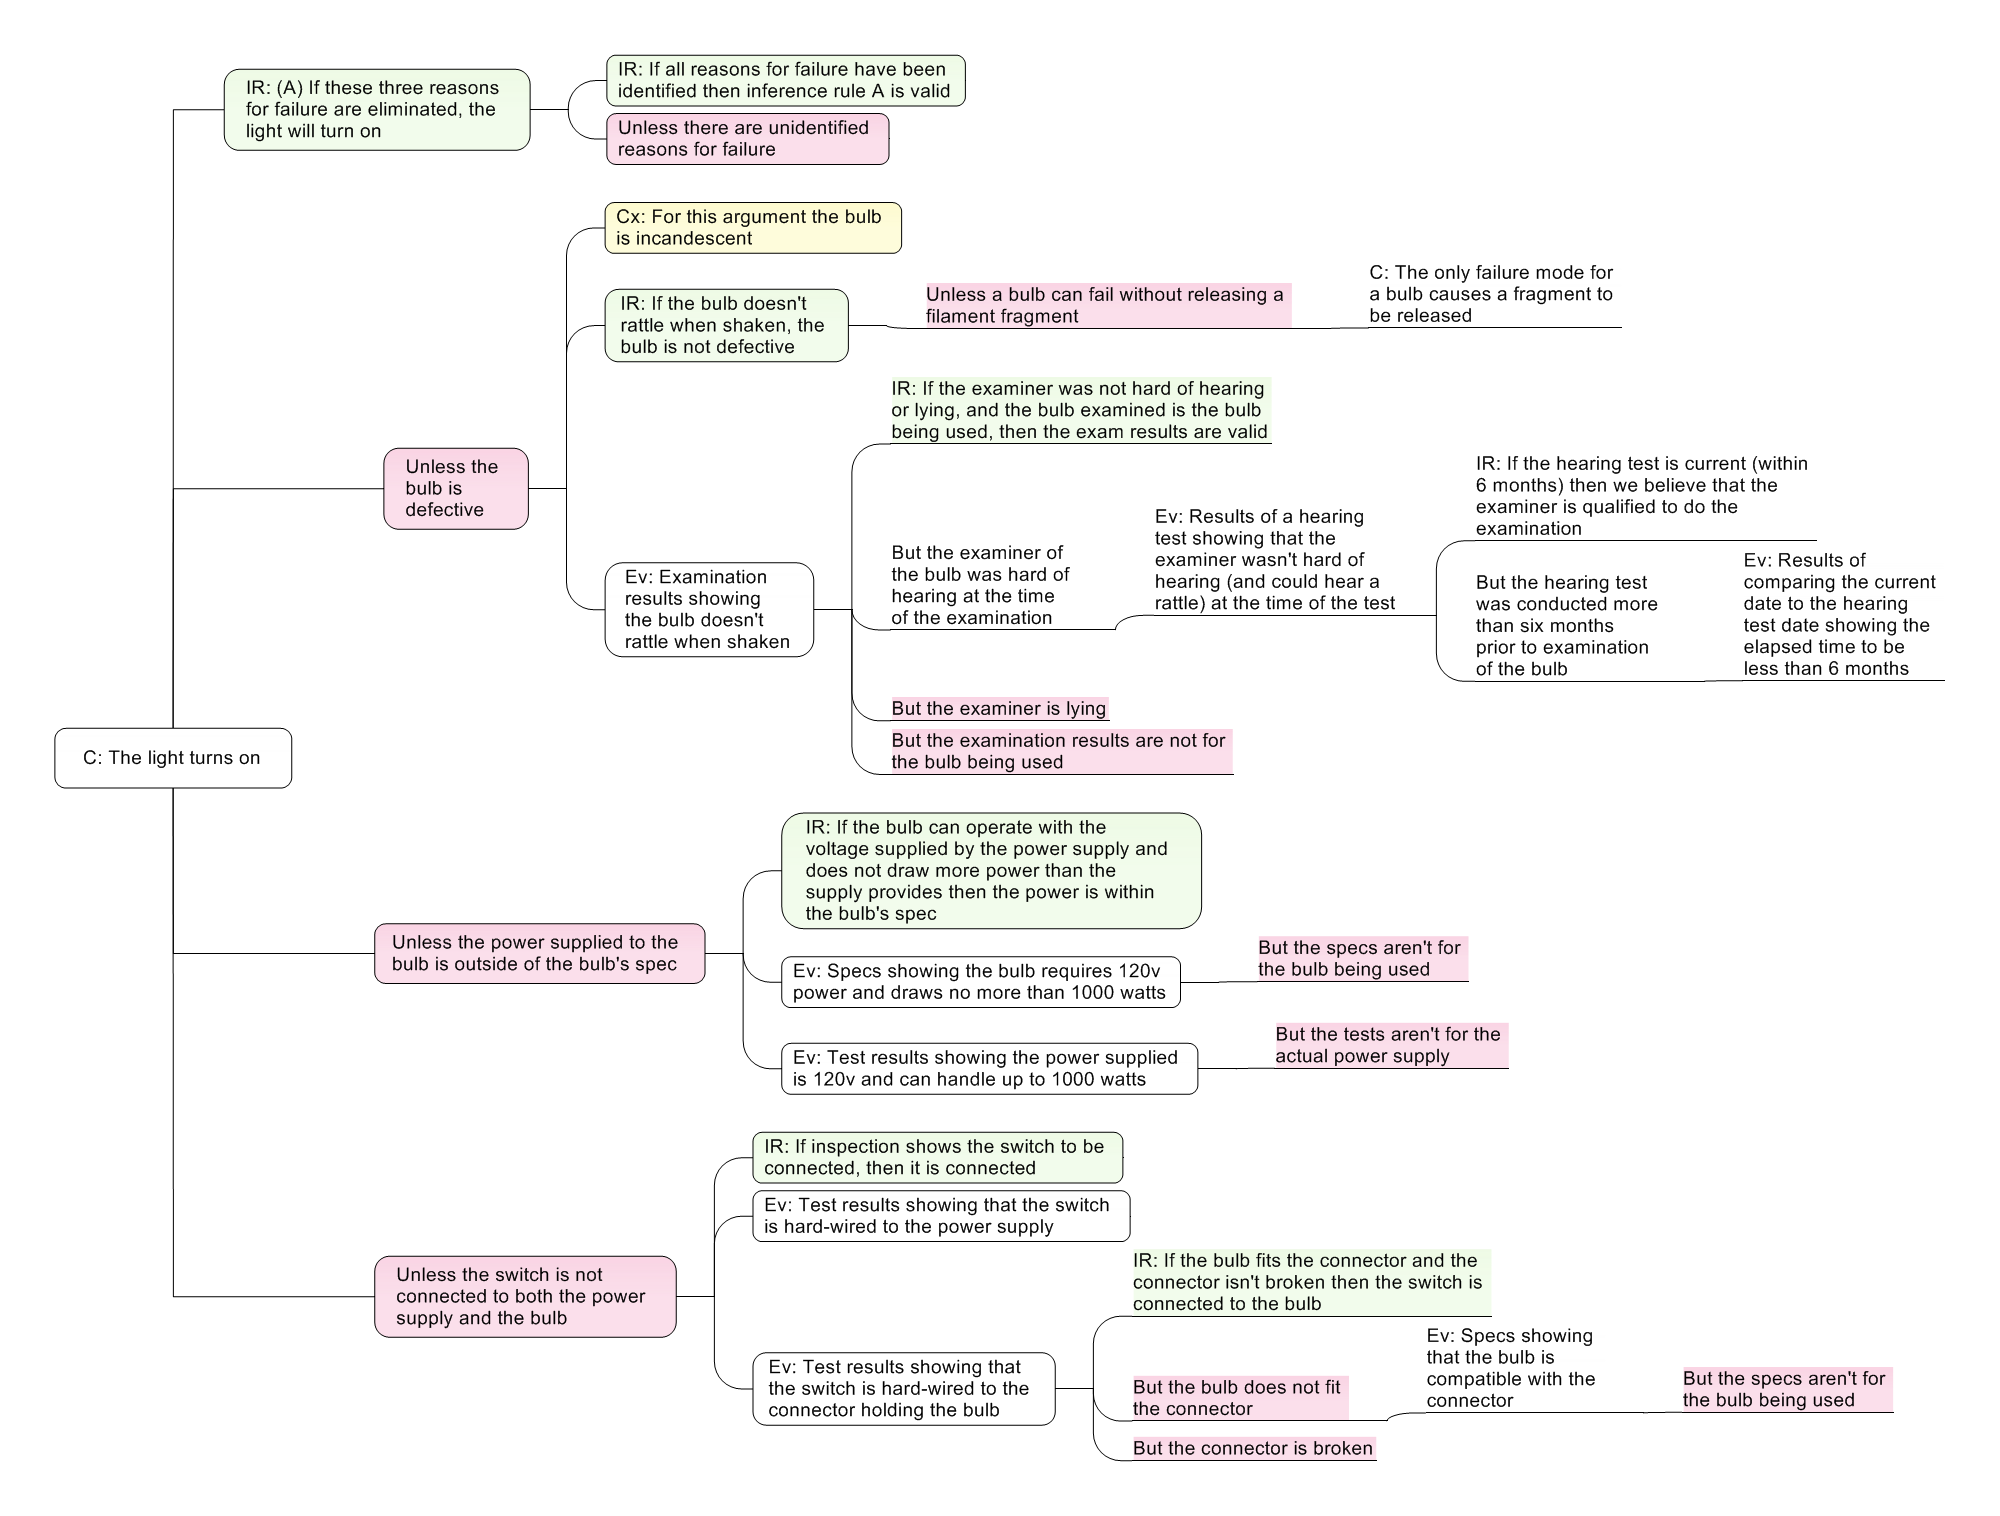 IR: (A) If these three reasons
for failure are eliminated, the
light will turn on
IR: If all reasons for failure have been
identified then inference rule A is valid
Unless there are unidentified
reasons for failure
Cx: For this argument the bulb
is incandescent
IR: If the bulb doesn't
rattle when shaken, the
bulb is not defective
Unless a bulb can fail without releasing a
filament fragment
C: The only failure mode for
a bulb causes a fragment to
be released
Unless the
bulb is
defective
IR: If the examiner was not hard of hearing
or lying, and the bulb examined is the bulb
being used, then the exam results are valid
Ev: Examination
results showing
the bulb doesn't
rattle when shaken
But the examiner of
the bulb was hard of
hearing at the time
of the examination
Ev: Results of a hearing
test showing that the
examiner wasn't hard of
hearing (and could hear a
rattle) at the time of the test
IR: If the hearing test is current (within
6 months) then we believe that the
examiner is qualified to do the
examination
But the hearing test
was conducted more
than six months
prior to examination
of the bulb
Ev: Results of
comparing the current
date to the hearing
test date showing the
elapsed time to be
less than 6 months
But the examiner is lying
But the examination results are not for
the bulb being used
C: The light turns on
IR: If the bulb can operate with the
voltage supplied by the power supply and
does not draw more power than the
supply provides then the power is within
the bulb's spec
Unless the power supplied to the
bulb is outside of the bulb's spec
Ev: Specs showing the bulb requires 120v
power and draws no more than 1000 watts
But the specs aren't for
the bulb being used
Ev: Test results showing the power supplied
is 120v and can handle up to 1000 watts
But the tests aren't for the
actual power supply
IR: If inspection shows the switch to be
connected, then it is connected
Ev: Test results showing that the switch
is hard-wired to the power supply
Unless the switch is not
connected to both the power
supply and the bulb
IR: If the bulb fits the connector and the
connector isn't broken then the switch is
connected to the bulb
Ev: Test results showing that
the switch is hard-wired to the
connector holding the bulb
But the bulb does not fit
the connector
Ev: Specs showing
that the bulb is
compatible with the
connector
But the specs aren't for
the bulb being used
But the connector is broken